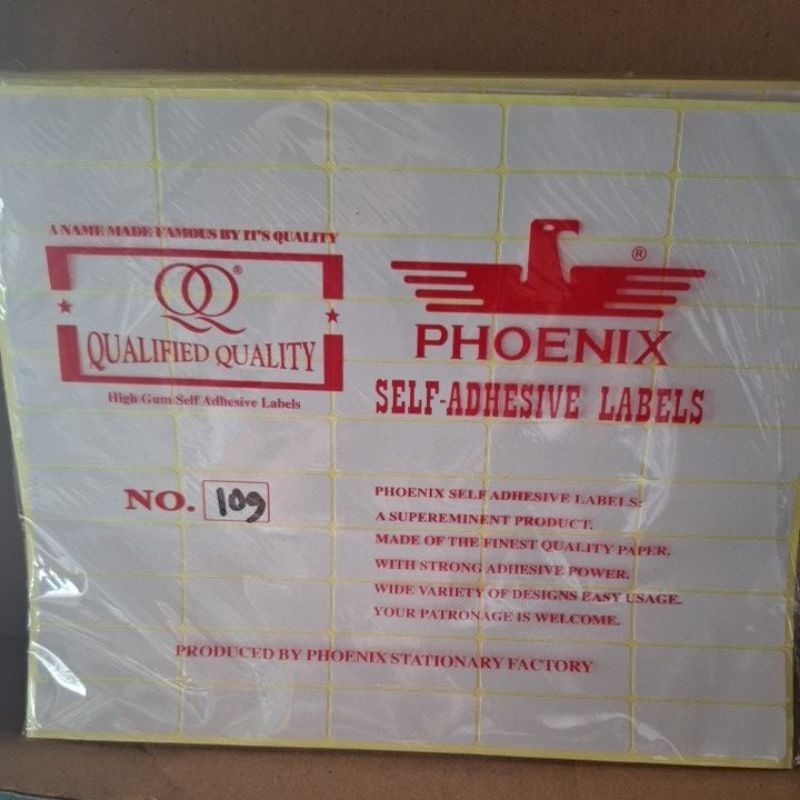 A NAME MADE FAMOUS BY IT'S QUALITY
QQ®
QUALIFIED QUALITY
High Gum Self Adhesive Labels
®
PHOENIX
SELF-ADHESIVE LABELS
NO. 109
PHOENIX SELF ADHESIVE LABELS:
A SUPEREMINENT PRODUCT.
MADE OF THE FINEST QUALITY PAPER,
WITH STRONG ADHESIVE POWER,
WIDE VARIETY OF DESIGNS EASY USAGE.
YOUR PATRONAGE IS WELCOME.
PRODUCED BY PHOENIX STATIONARY FACTORY